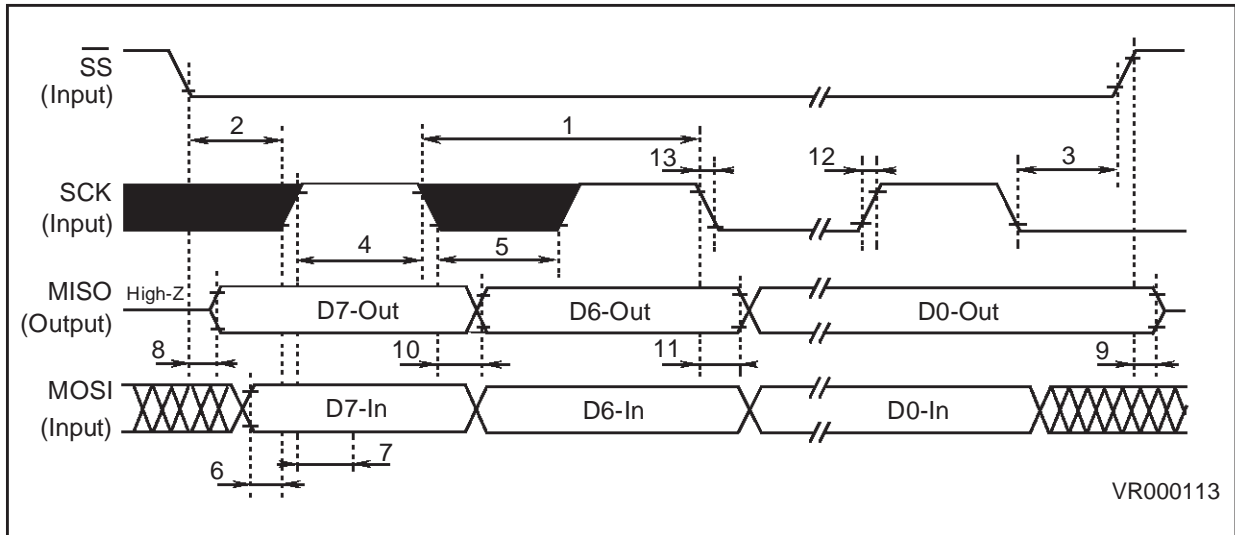 SS
(Input)
2
1
13
12
3
SCK
(Input)
4
5
MISO
High-Z
(Output)
D7-Out
D6-Out
D0-Out
8
10
11
9
MOSI
(Input)
D7-In
D6-In
D0-In
7
6
VR000113